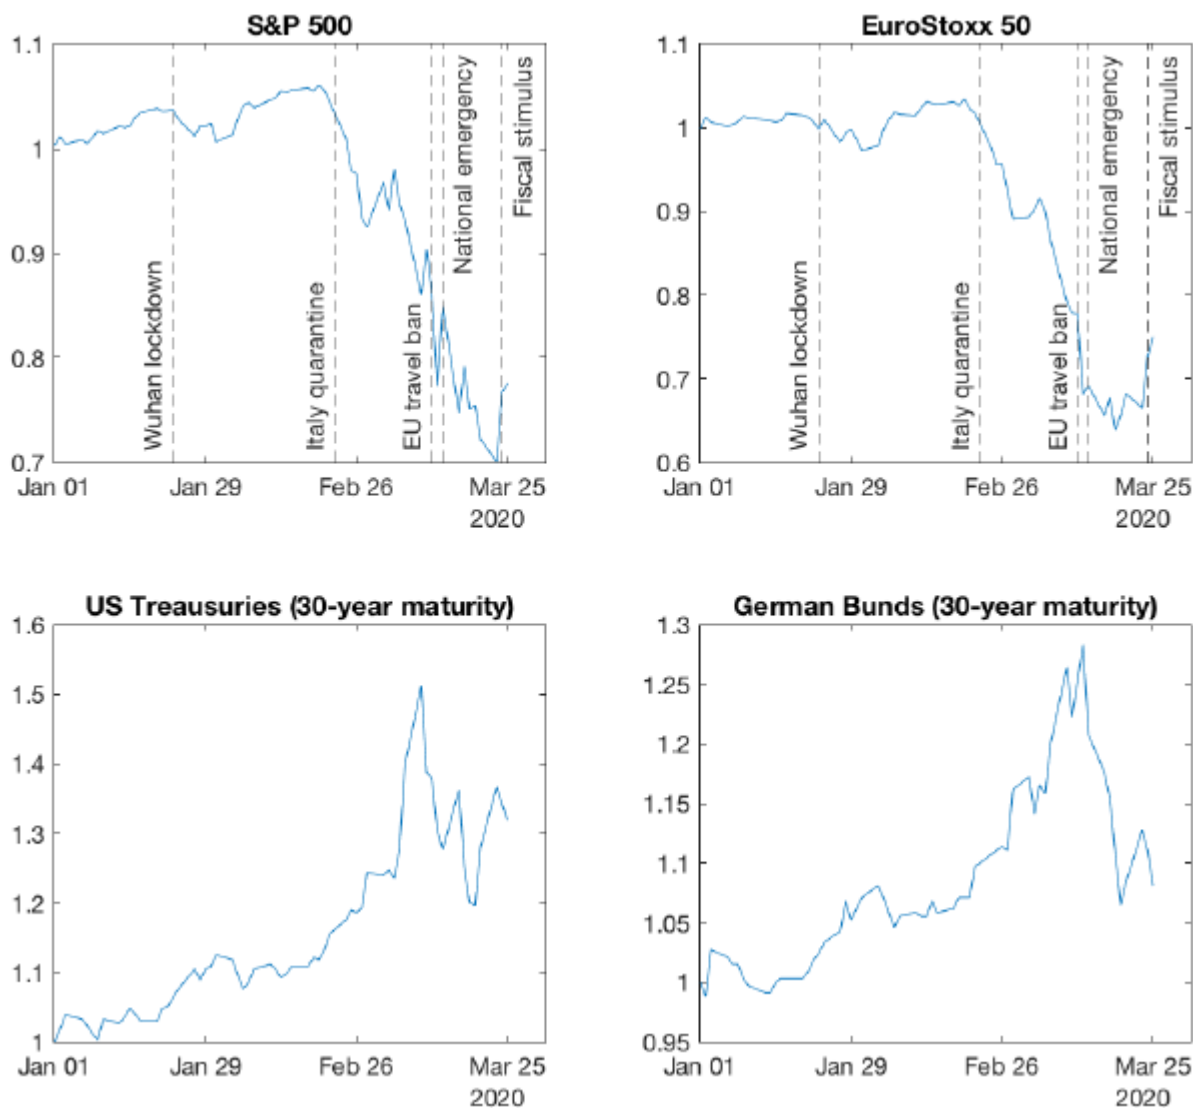 S&P 500
1.1
1
0.9
0.8
0.7
Wuhan lockdown
Italy quarantine
EU travel ban
National emergency
Fiscal stimulus
Jan 01
Jan 29
Feb 26
Mar 25
2020
EuroStoxx 50
1.1
1
0.9
0.8
0.7
0.6
Wuhan lockdown
Italy quarantine
EU travel ban
National emergency
Fiscal stimulus
Jan 01
Jan 29
Feb 26
Mar 25
2020
US Treausuries (30-year maturity)
1.6
1.5
1.4
1.3
1.2
1.1
1
Jan 01
Jan 29
Feb 26
Mar 25
2020
German Bunds (30-year maturity)
1.3
1.25
1.2
1.15
1.1
1.05
1
0.95
Jan 01
Jan 29
Feb 26
Mar 25
2020